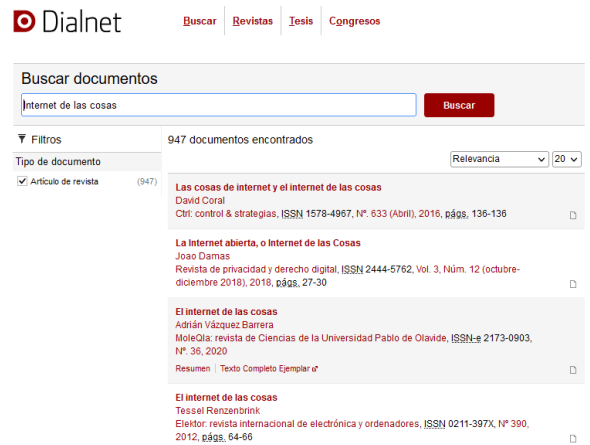 Dialnet
Buscar Revistas Tesis Congresos
Buscar documentos
Internet de las cosas Buscar
Filtros 947 documentos encontrados
Tipo de documento
Relevancia 20
Artículo de revista (947)
Las cosas de internet y el internet de las cosas
David Coral
Ctrl: control & strategias, ISSN 1578-4967, Nº. 633 (Abril), 2016, págs. 136-136
La Internet abierta, o Internet de las Cosas
Joao Damas
Revista de privacidad y derecho digital, ISSN 2444-5762, Vol. 3, Núm. 12 (octubre-
diciembre 2018), 2018, págs. 27-30
El internet de las cosas
Adrián Vázquez Barrera
MoleQla: revista de Ciencias de la Universidad Pablo de Olavide, ISSN-e 2173-0903,
Nº. 36, 2020
Resumen Texto Completo Ejemplar
El internet de las cosas
Tessel Renzenbrink
Elektor: revista internacional de electrónica y ordenadores, ISSN 0211-397X, Nº 390,
2012, págs. 64-66